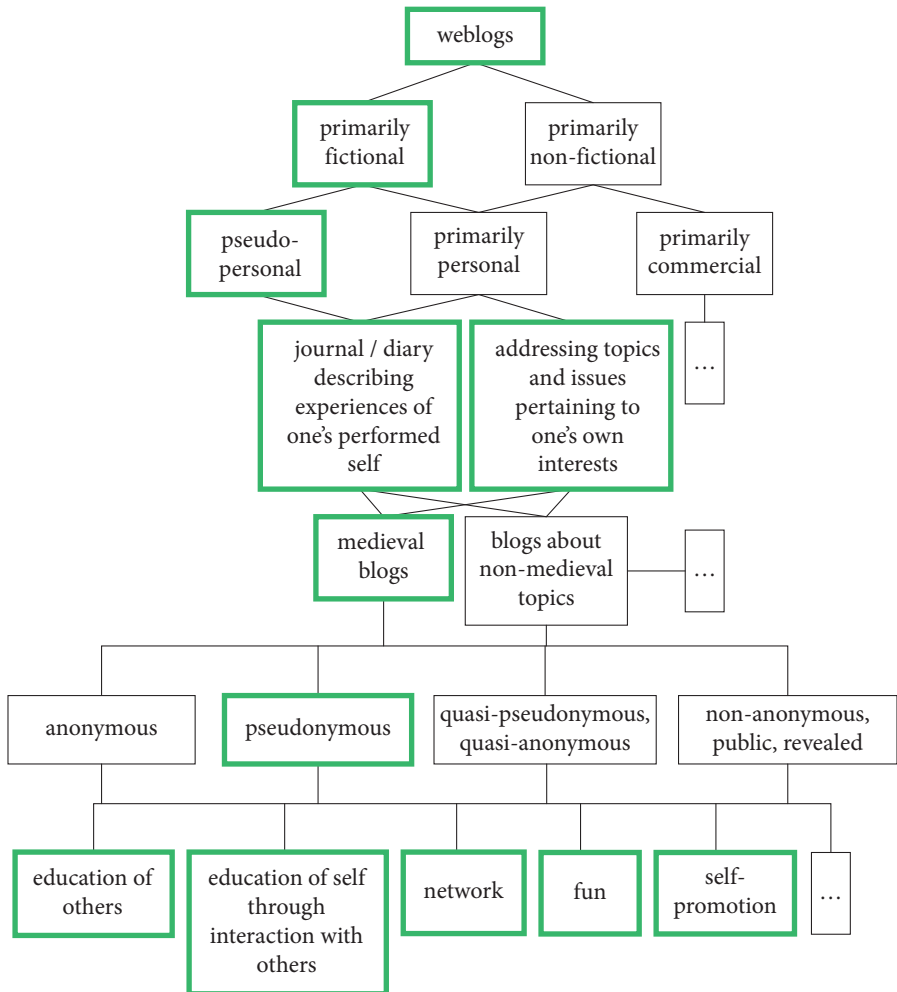 weblogs
primarily
fictional
primarily
non-fictional
pseudo-
personal
primarily
personal
primarily
commercial
journal / diary
describing
experiences of
one’s performed
self
addressing topics
and issues
pertaining to
one’s own
interests
…
medieval
blogs
blogs about
non-medieval
topics
…
anonymous
pseudonymous
quasi-pseudonymous,
quasi-anonymous
non-anonymous,
public, revealed
education of
others
education of self
through
interaction with
others
network
fun
self-
promotion
…